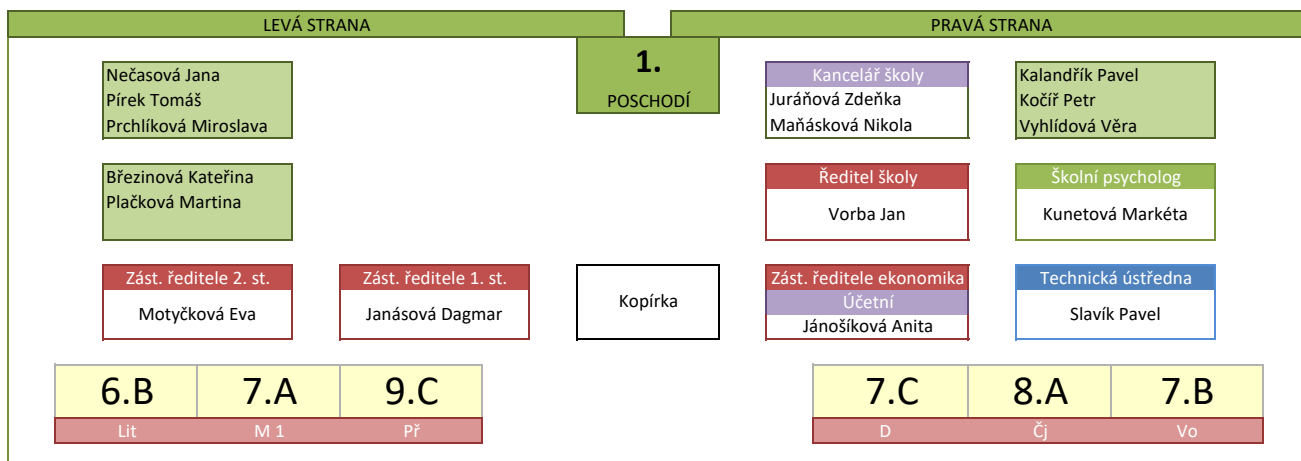 LEVÁ STRANA
PRAVÁ STRANA
1.
POSCHODÍ
Nečasová Jana
Pírek Tomáš
Prchlíková Miroslava
Kancelář školy
Juráňová Zdeňka
Maňásková Nikola
Kalandřík Pavel
Kočíř Petr
Vyhlídová Věra
Březinová Kateřina
Plačková Martina
Ředitel školy
Vorba Jan
Školní psycholog
Kunetová Markéta
Zást. ředitele 2. st.
Motyčková Eva
Zást. ředitele 1. st.
Janásová Dagmar
Kopírka
Zást. ředitele ekonomika
Účetní
Jánošíková Anita
Technická ústředna
Slavík Pavel
6.B
7.A
9.C
7.C
8.A
7.B
Lit
M 1
Př
D
Čj
Vo